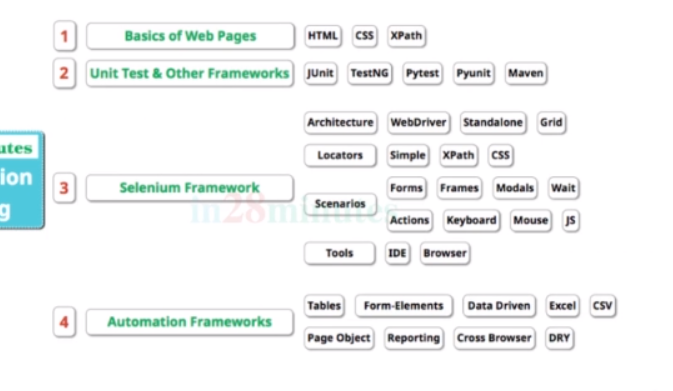 1 Basics of Web Pages HTML CSS XPath
2 Unit Test & Other Frameworks JUnit TestNG Pytest Pyunit Maven
Architecture WebDriver Standalone Grid
utes
Locators Simple XPath CSS
ion
3 Selenium Framework
Forms Frames Modals Wait
Scenarios
g
in28minutes
Actions Keyboard Mouse JS
Tools IDE Browser
Tables Form-Elements Data Driven Excel CSV
4 Automation Frameworks
Page Object Reporting Cross Browser DRY